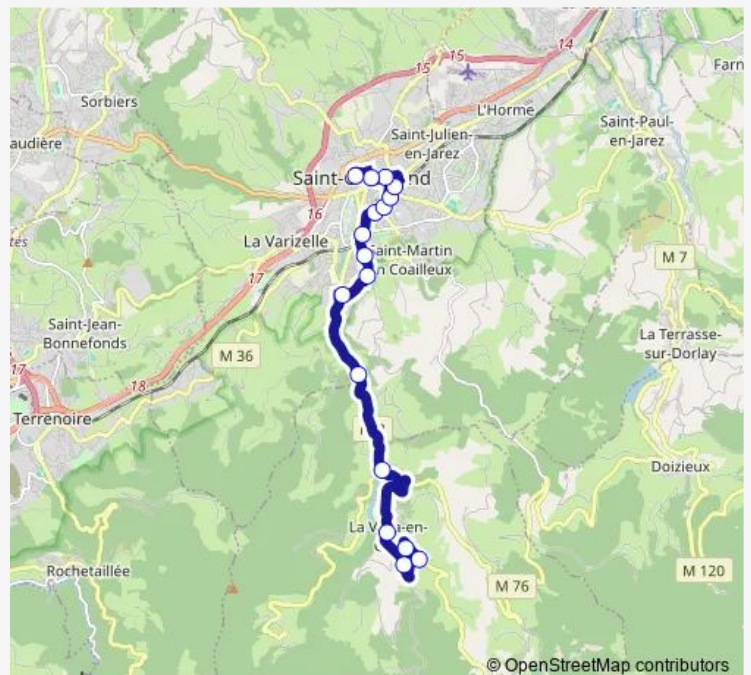 14
15
15
Farn
Sorbiers
L'Horme
Saint-Paul-
en-Jarez
audière
Saint-Julien-
en-Jarez
16
La Varizelle
Saint-Martin
n Coailleux
M 7
17
Saint-Jean-
Bonnefonds
La Terrasse-
sur-Dorlay
M 36
17
18
Terrenoire
Doizieux
Rochetaillée
M 76
M 120
© OpenStreetMap contributors